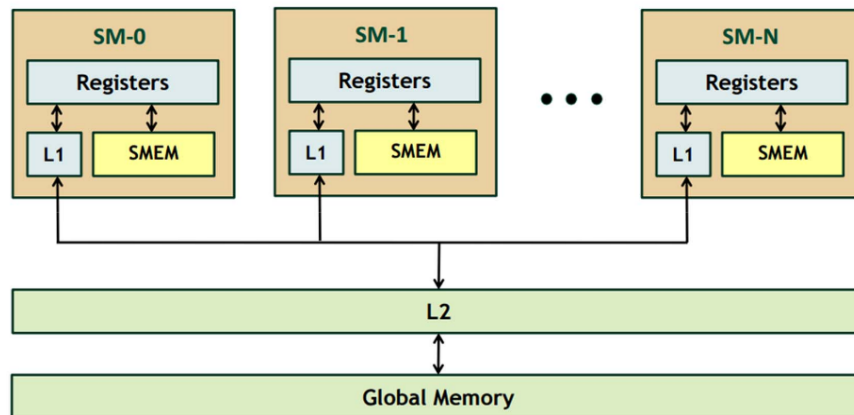 SM-0
SM-1
SM-N
Registers
Registers
Registers
L1
SMEM
L1
SMEM
L1
SMEM
L2
Global Memory